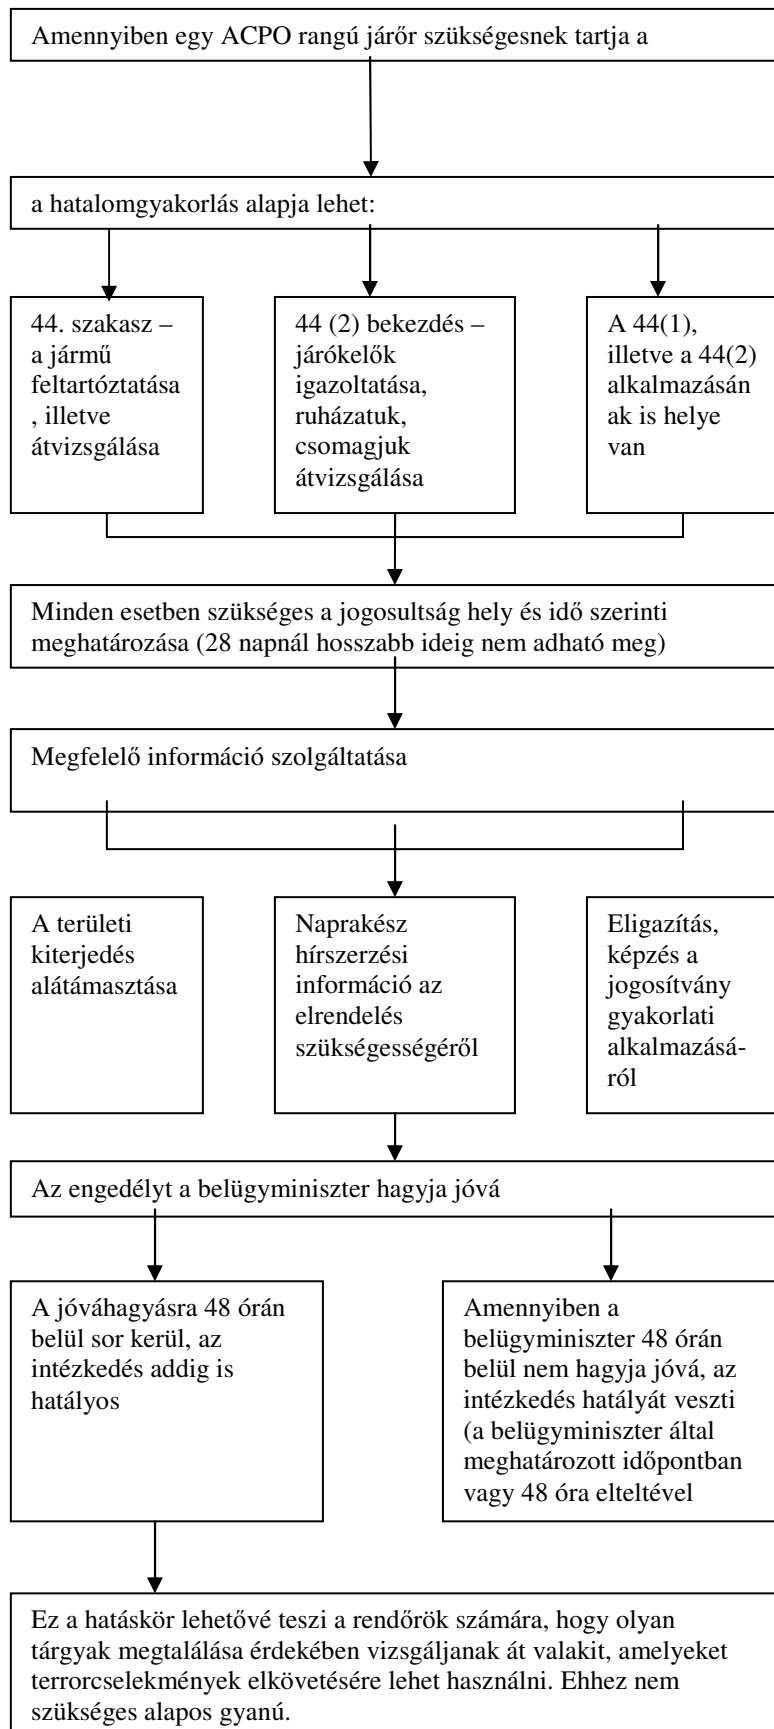 Amennyiben egy ACPO rangú járőr szükségesnek tartja a
a hatalomgyakorlás alapja lehet:
44. szakasz –
a jármű
feltartóztatása
, illetve
átvizsgálása
44 (2) bekezdés –
járókelők
igazoltatása,
ruházatuk,
csomagjuk
átvizsgálása
A 44(1),
illetve a 44(2)
alkalmazásán
ak is helye
van
Minden esetben szükséges a jogosultság hely és idő szerinti
meghatározása (28 napnál hosszabb ideig nem adható meg)
Megfelelő információ szolgáltatása
A területi
kiterjedés
alátámasztása
Naprakész
hírszerzési
információ az
elrendelés
szükségességéről
Eligazítás,
képzés a
jogosítvány
gyakorlati
alkalmazásá-
ról
Az engedélyt a belügyminiszter hagyja jóvá
A jóváhagyásra 48 órán
belül sor kerül, az
intézkedés addig is
hatályos
Amennyiben a
belügyminiszter 48 órán
belül nem hagyja jóvá, az
intézkedés hatályát veszti
(a belügyminiszter által
meghatározott időpontban
vagy 48 óra elteltével
Ez a hatáskör lehetővé teszi a rendőrök számára, hogy olyan
tárgyak megtalálása érdekében vizsgáljanak át valakit, amelyeket
terrorcselekmények elkövetésére lehet használni. Ehhez nem
szükséges alapos gyanú.